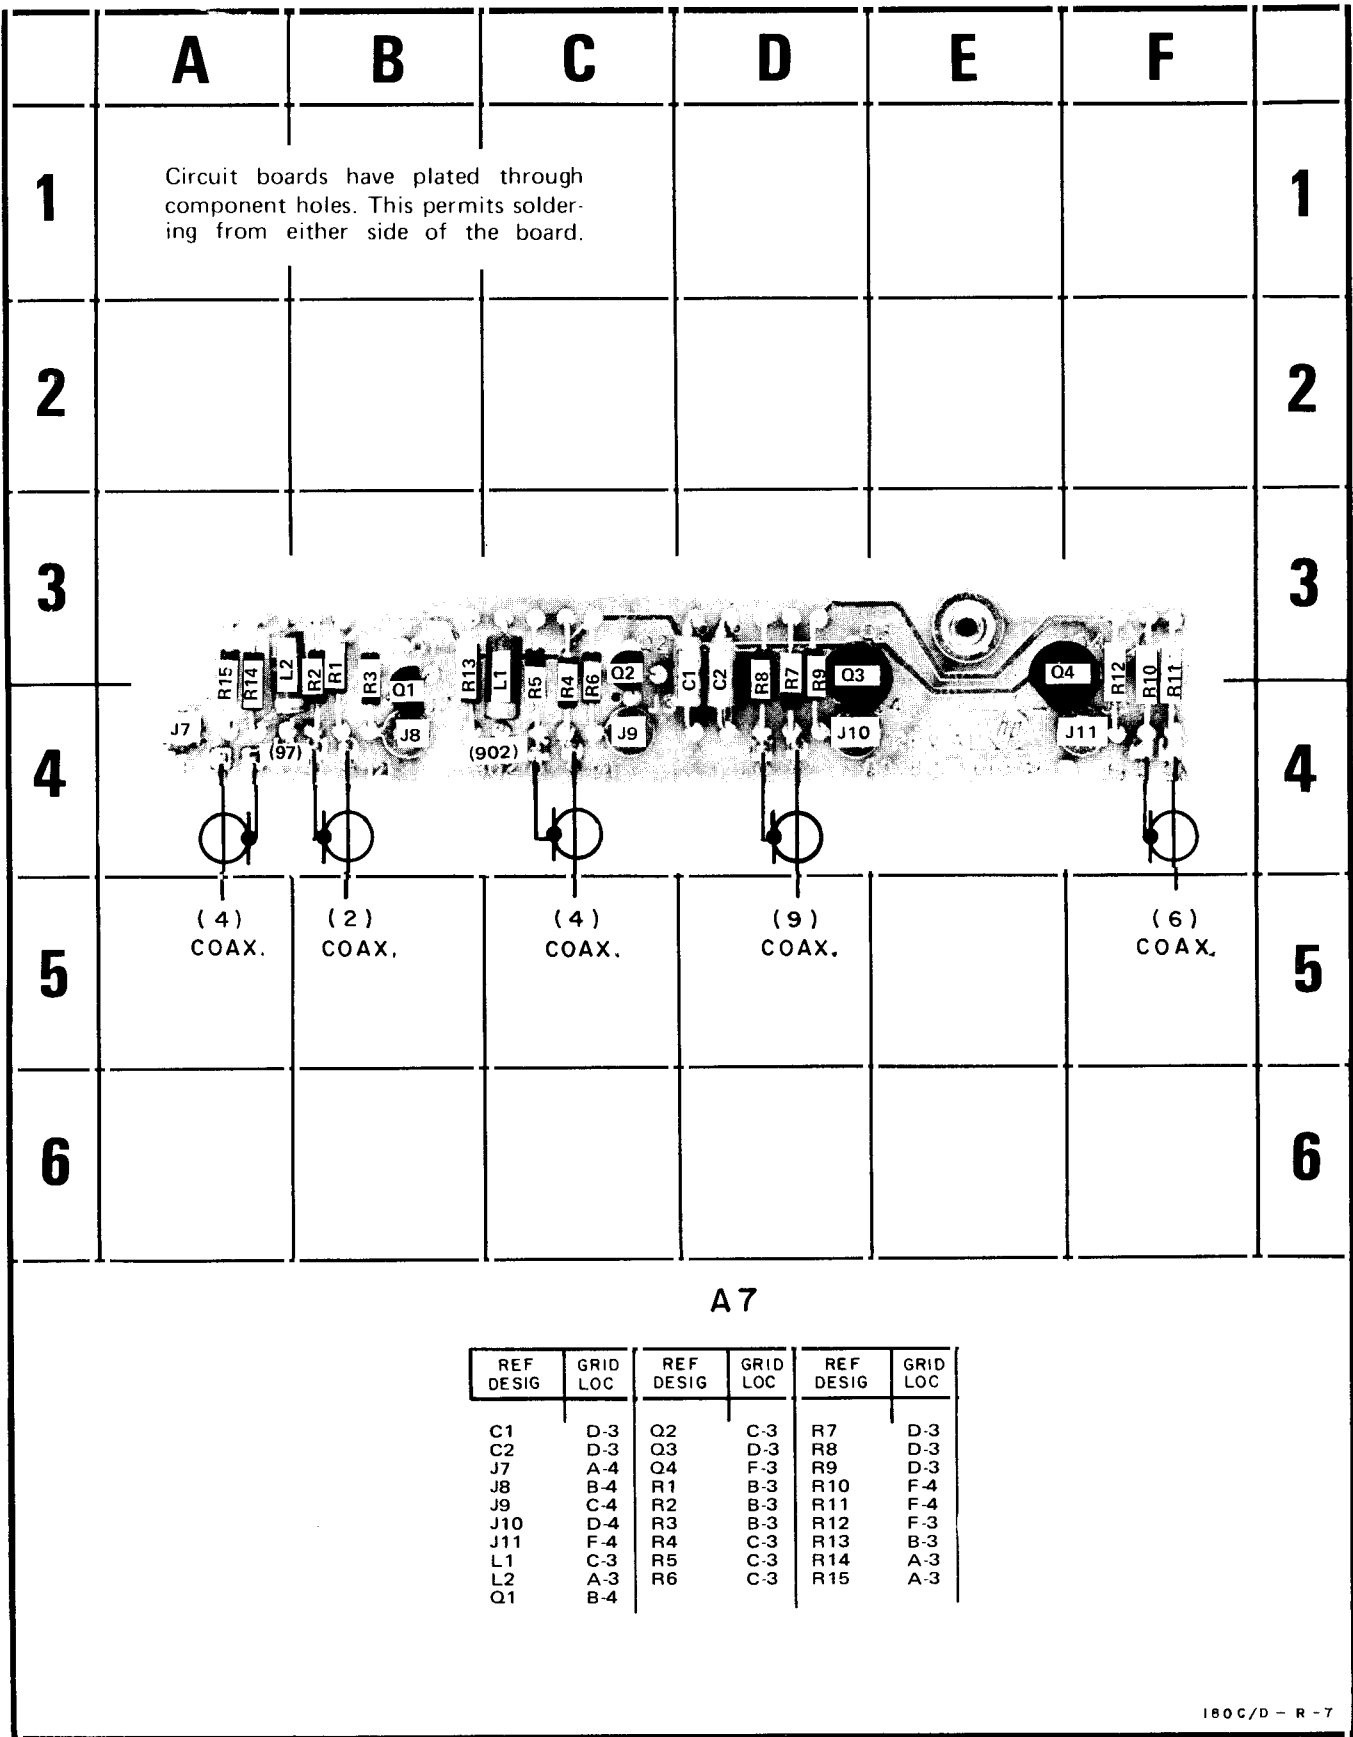 A B C D E F
1 1
Circuit boards have plated through
component holes. This permits solder-
ing from either side of the board.
2 2
3 3
R15 R14 L2 R2 R1 R3 Q1 R13 L1 R5 R4 R6 Q2 C1 C2 R8 R7 R9 Q3 Q4 R12 R10 R11
J7 (97) J8 (902) J9 J10 hp J11
4 4
(4) (2) (4) (9) (6)
COAX. COAX. COAX. COAX. COAX.
5 5
6 6
A7
REF GRID REF GRID REF GRID
DESIG LOC DESIG LOC DESIG LOC
C1 D-3 Q2 C-3 R7 D-3
C2 D-3 Q3 D-3 R8 D-3
J7 A-4 Q4 F-3 R9 D-3
J8 B-4 R1 B-3 R10 F-4
J9 C-4 R2 B-3 R11 F-4
J10 D-4 R3 B-3 R12 F-3
J11 F-4 R4 C-3 R13 B-3
L1 C-3 R5 C-3 R14 A-3
L2 A-3 R6 C-3 R15 A-3
Q1 B-4
180C/D - R - 7